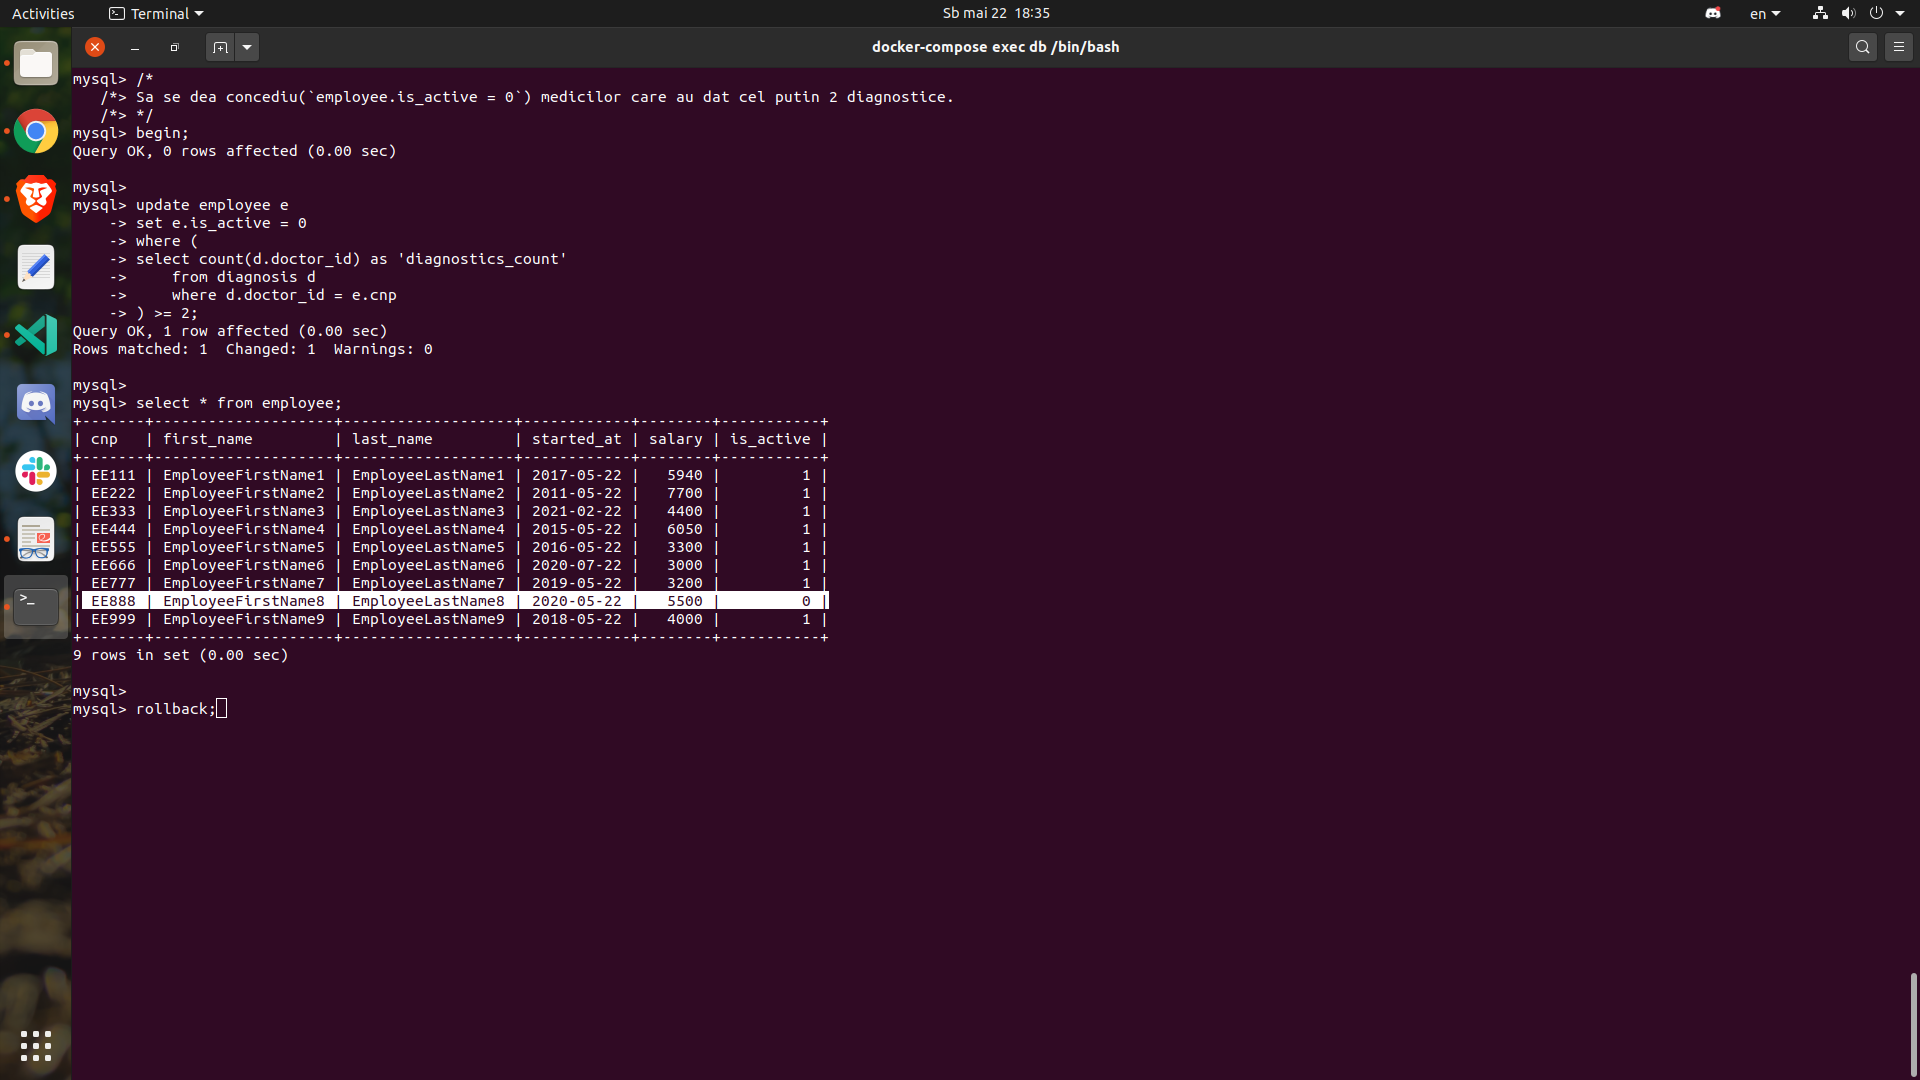 Activities Terminal Sb mai 22 18:35 en
docker-compose exec db /bin/bash
mysql> /*
   /*> Sa se dea concediu(`employee.is_active = 0`) medicilor care au dat cel putin 2 diagnostice.
   /*> */
mysql> begin;
Query OK, 0 rows affected (0.00 sec)

mysql>
mysql> update employee e
    -> set e.is_active = 0
    -> where (
    -> select count(d.doctor_id) as 'diagnostics_count'
    ->     from diagnosis d
    ->     where d.doctor_id = e.cnp
    -> ) >= 2;
Query OK, 1 row affected (0.00 sec)
Rows matched: 1  Changed: 1  Warnings: 0

mysql>
mysql> select * from employee;
+-------+--------------------+-------------------+------------+--------+-----------+
| cnp   | first_name         | last_name         | started_at | salary | is_active |
+-------+--------------------+-------------------+------------+--------+-----------+
| EE111 | EmployeeFirstName1 | EmployeeLastName1 | 2017-05-22 |   5940 |         1 |
| EE222 | EmployeeFirstName2 | EmployeeLastName2 | 2011-05-22 |   7700 |         1 |
| EE333 | EmployeeFirstName3 | EmployeeLastName3 | 2021-02-22 |   4400 |         1 |
| EE444 | EmployeeFirstName4 | EmployeeLastName4 | 2015-05-22 |   6050 |         1 |
| EE555 | EmployeeFirstName5 | EmployeeLastName5 | 2016-05-22 |   3300 |         1 |
| EE666 | EmployeeFirstName6 | EmployeeLastName6 | 2020-07-22 |   3000 |         1 |
| EE777 | EmployeeFirstName7 | EmployeeLastName7 | 2019-05-22 |   3200 |         1 |
| EE888 | EmployeeFirstName8 | EmployeeLastName8 | 2020-05-22 |   5500 |         0 |
| EE999 | EmployeeFirstName9 | EmployeeLastName9 | 2018-05-22 |   4000 |         1 |
+-------+--------------------+-------------------+------------+--------+-----------+
9 rows in set (0.00 sec)

mysql>
mysql> rollback;